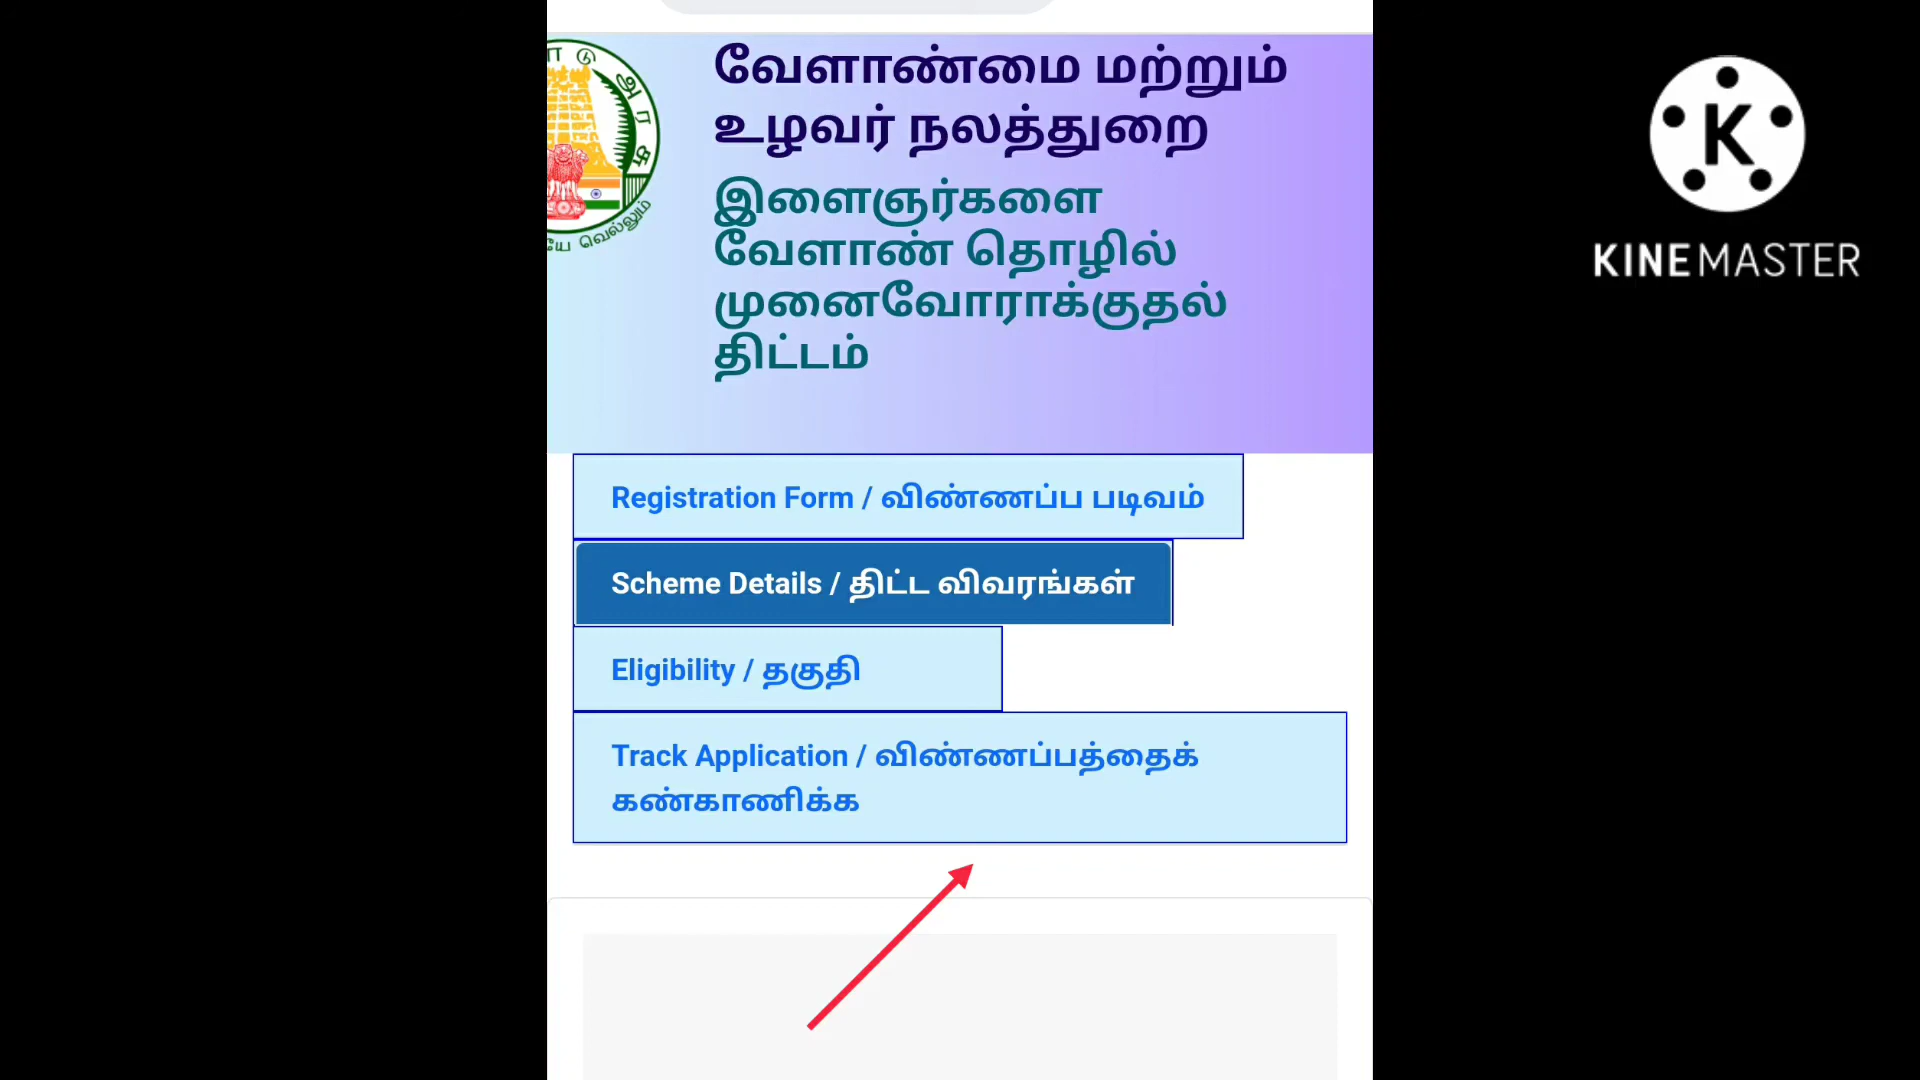 வேளாண்மை மற்றும்
உழவர் நலத்துறை
இளைஞர்களை
வேளாண் தொழில்
முனைவோராக்குதல்
திட்டம்
Registration Form / விண்ணப்ப படிவம்
Scheme Details / திட்ட விவரங்கள்
Eligibility / தகுதி
Track Application / விண்ணப்பத்தைக்
கண்காணிக்க
வெல்லும்
K
KINEMASTER